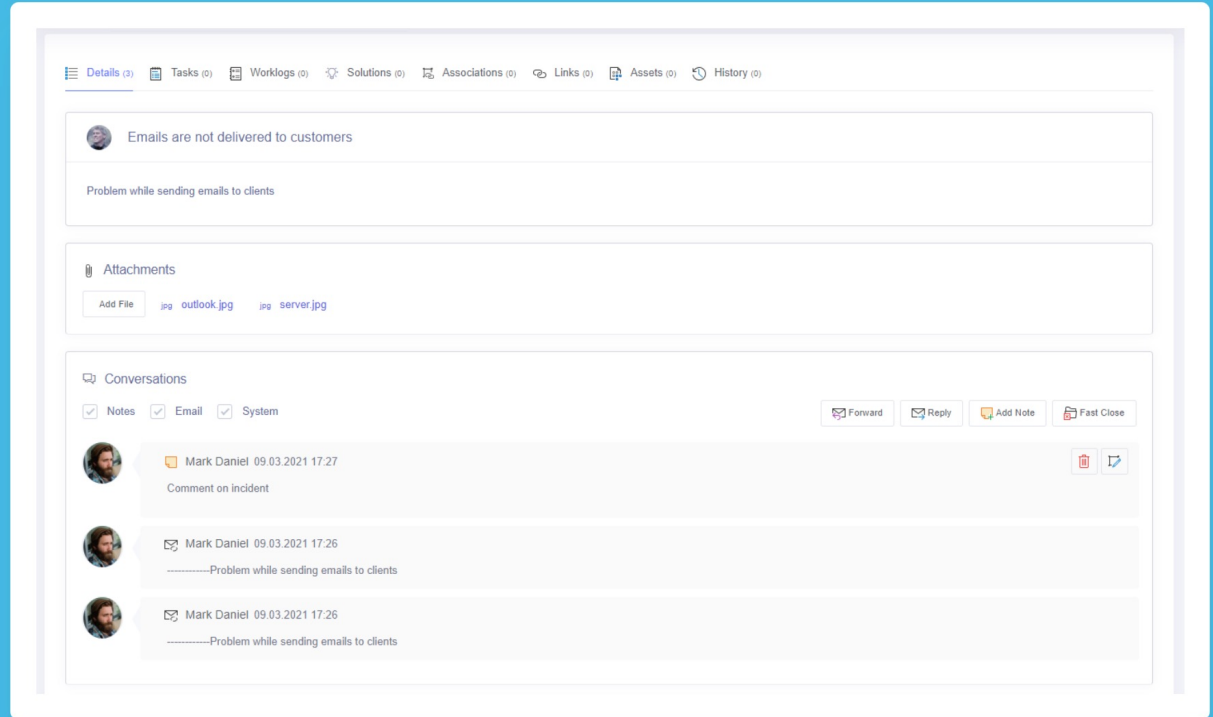 Details (3) Tasks (0) Worklogs (0) Solutions (0) Associations (0) Links (0) Assets (0) History (0)
Emails are not delivered to customers
Problem while sending emails to clients
Attachments
Add File jpg outlook.jpg jpg server.jpg
Conversations
Notes Email System Forward Reply Add Note Fast Close
Mark Daniel 09.03.2021 17:27
Comment on incident
Mark Daniel 09.03.2021 17:26
------------Problem while sending emails to clients
Mark Daniel 09.03.2021 17:26
------------Problem while sending emails to clients